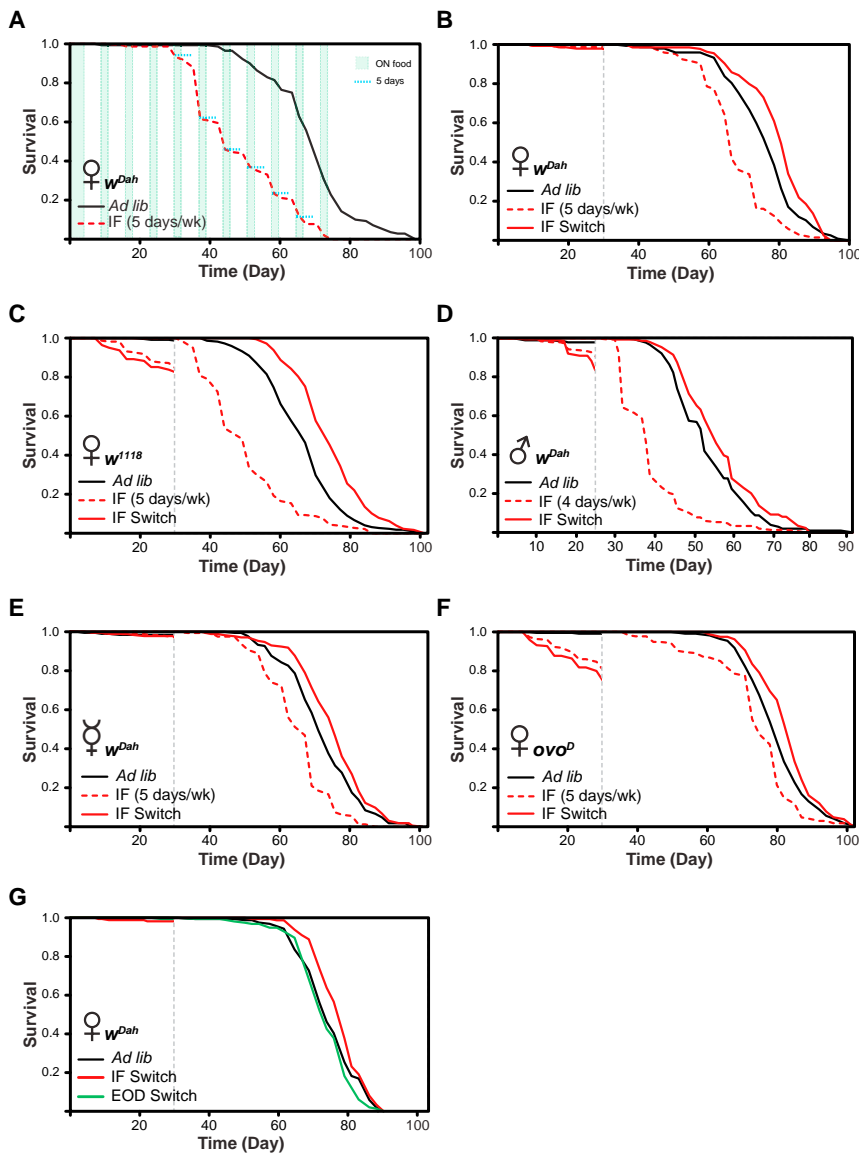 A
1.0
0.8
0.6
0.4
0.2
Survival
ON food
5 days
♀ w^Dah
Ad lib
IF (5 days/wk)
20 40 60 80 100
Time (Day)
B
1.0
0.8
0.6
0.4
0.2
Survival
♀ w^Dah
Ad lib
IF (5 days/wk)
IF Switch
20 40 60 80 100
Time (Day)
C
1.0
0.8
0.6
0.4
0.2
Survival
♀ w^1118
Ad lib
IF (5 days/wk)
IF Switch
20 40 60 80 100
Time (Day)
D
1.0
0.8
0.6
0.4
0.2
Survival
♂ w^Dah
Ad lib
IF (4 days/wk)
IF Switch
10 20 30 40 50 60 70 80 90
Time (Day)
E
1.0
0.8
0.6
0.4
0.2
Survival
w^Dah
Ad lib
IF (5 days/wk)
IF Switch
20 40 60 80 100
Time (Day)
F
1.0
0.8
0.6
0.4
0.2
Survival
♀ ovo^D
Ad lib
IF (5 days/wk)
IF Switch
20 40 60 80 100
Time (Day)
G
1.0
0.8
0.6
0.4
0.2
Survival
♀ w^Dah
Ad lib
IF Switch
EOD Switch
20 40 60 80 100
Time (Day)